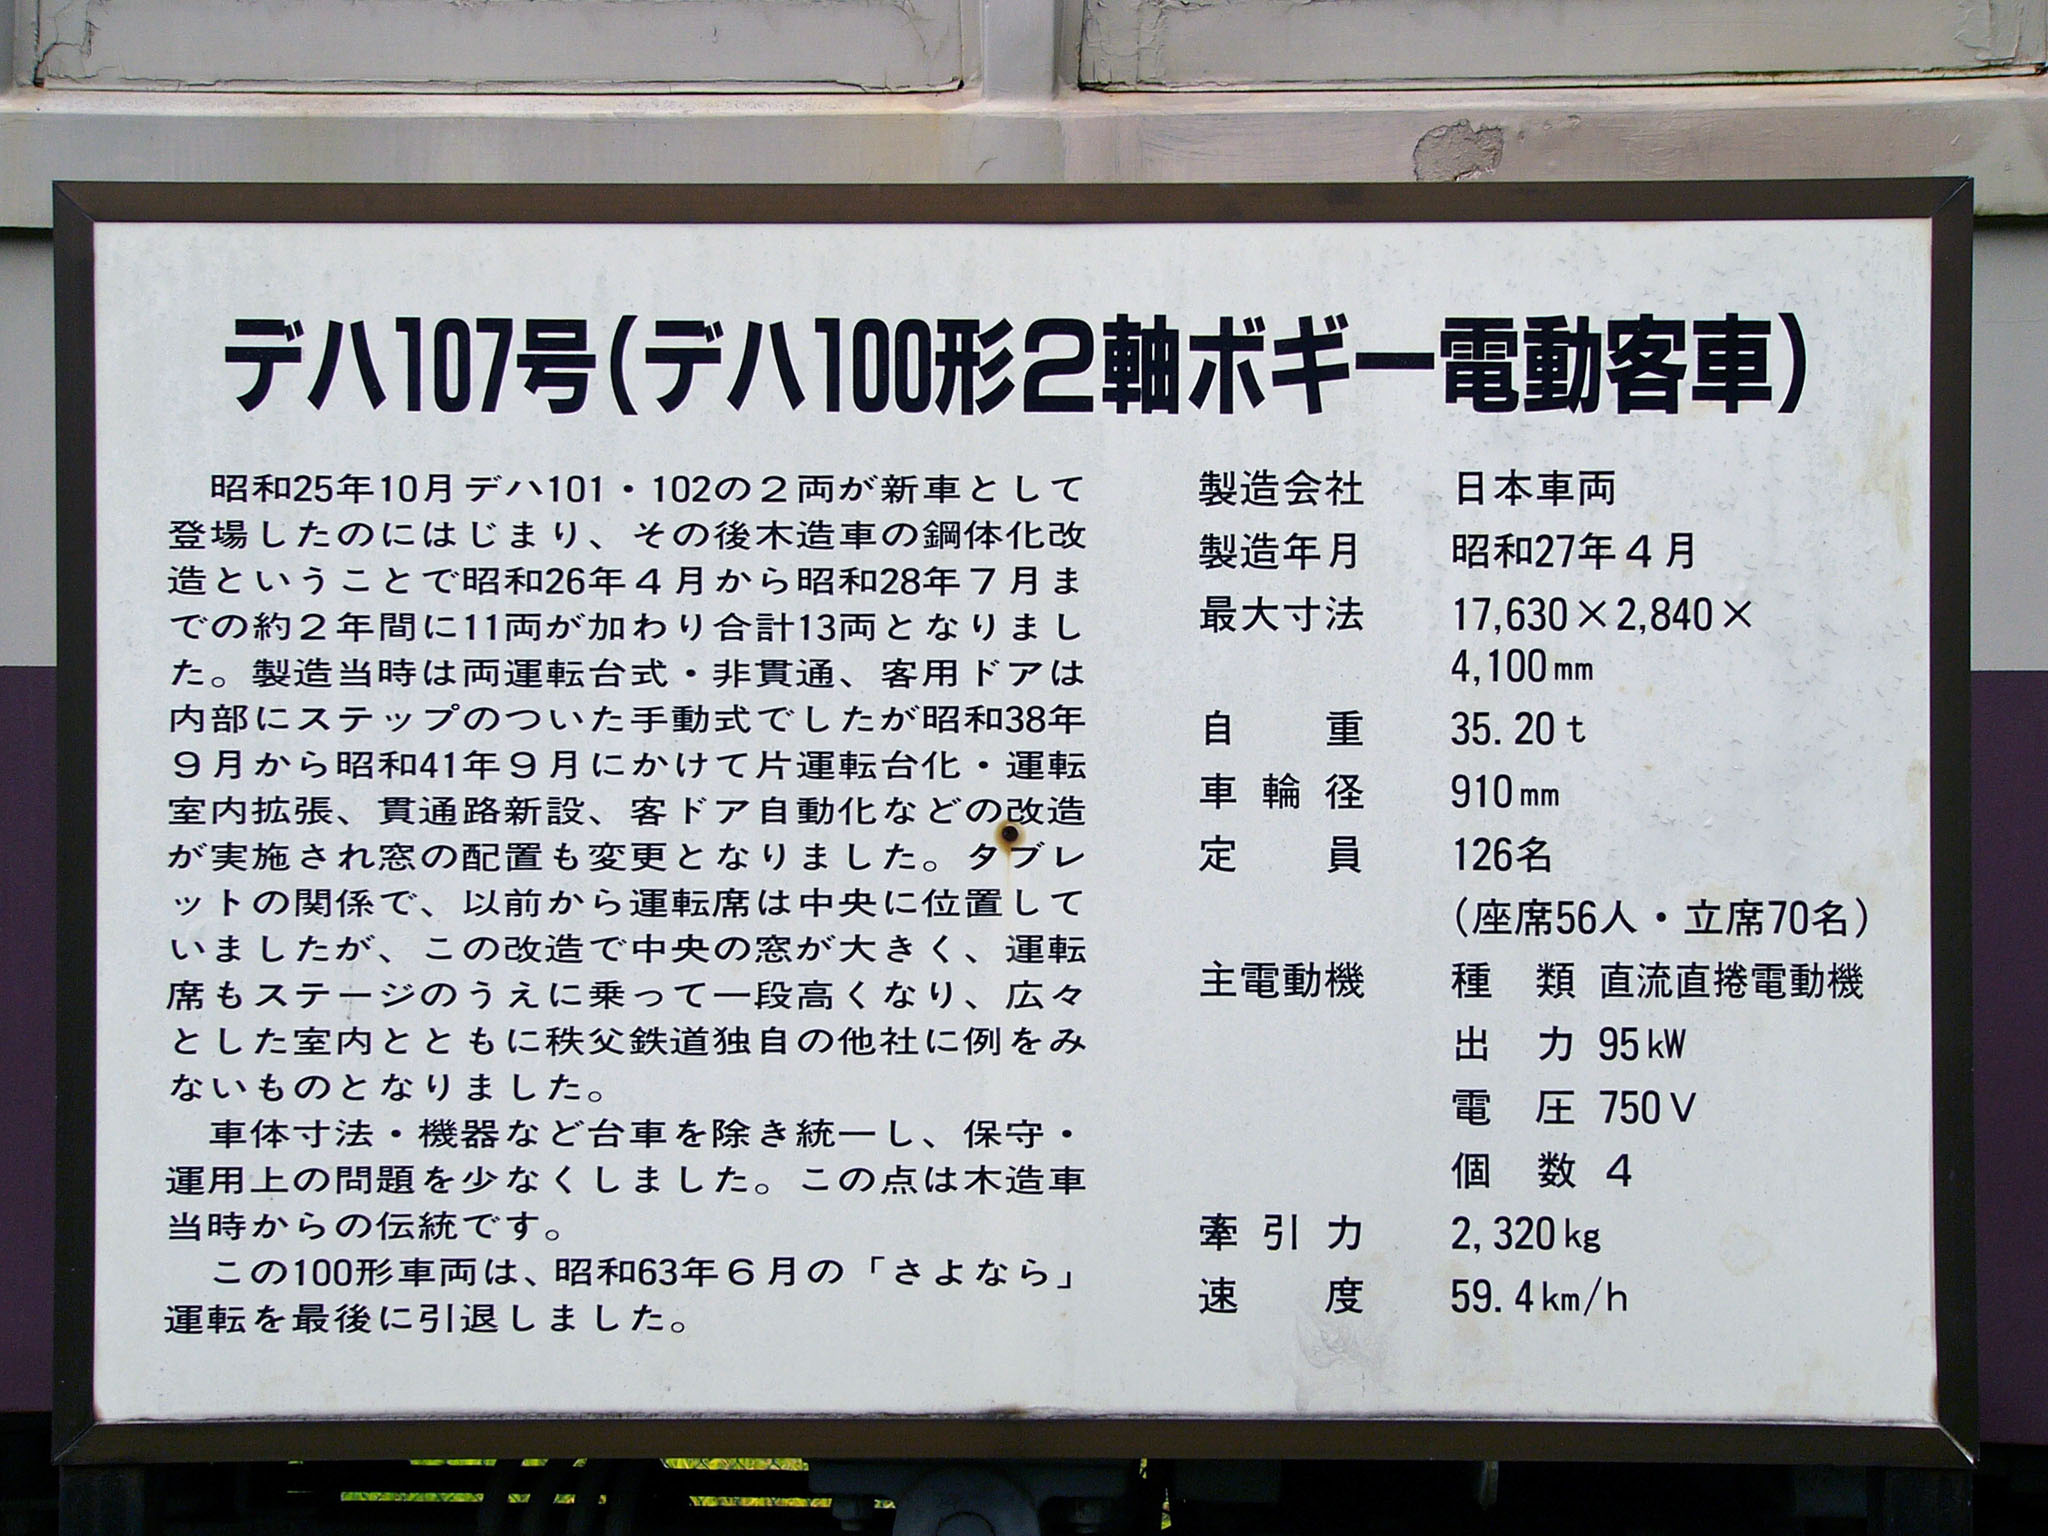 デハ107号(デハ100形2軸ボギー電動客車)
昭和25年10月デハ101・102の2両が新車として
登場したのにはじまり、その後木造車の鋼体化改
造ということで昭和26年4月から昭和28年7月ま
での約2年間に11両が加わり合計13両となりまし
た。製造当時は両運転台式・非貫通、客用ドアは
内部にステップのついた手動式でしたが昭和38年
9月から昭和41年9月にかけて片運転台化・運転
室内拡張、貫通路新設、客ドア自動化などの改造
が実施され窓の配置も変更となりました。タブレ
ットの関係で、以前から運転席は中央に位置して
いましたが、この改造で中央の窓が大きく、運転
席もステージのうえに乗って一段高くなり、広々
とした室内とともに秩父鉄道独自の他社に例をみ
ないものとなりました。
車体寸法・機器など台車を除き統一し、保守・
運用上の問題を少なくしました。この点は木造車
当時からの伝統です。
この100形車両は、昭和63年6月の「さよなら」
運転を最後に引退しました。
製造会社 日本車両
製造年月 昭和27年4月
最大寸法 17,630×2,840×
4,100mm
自重 35.20t
車輪径 910mm
定員 126名
(座席56人・立席70名)
主電動機 種類 直流直捲電動機
出力 95kW
電圧 750V
個数 4
牽引力 2,320kg
速度 59.4km/h